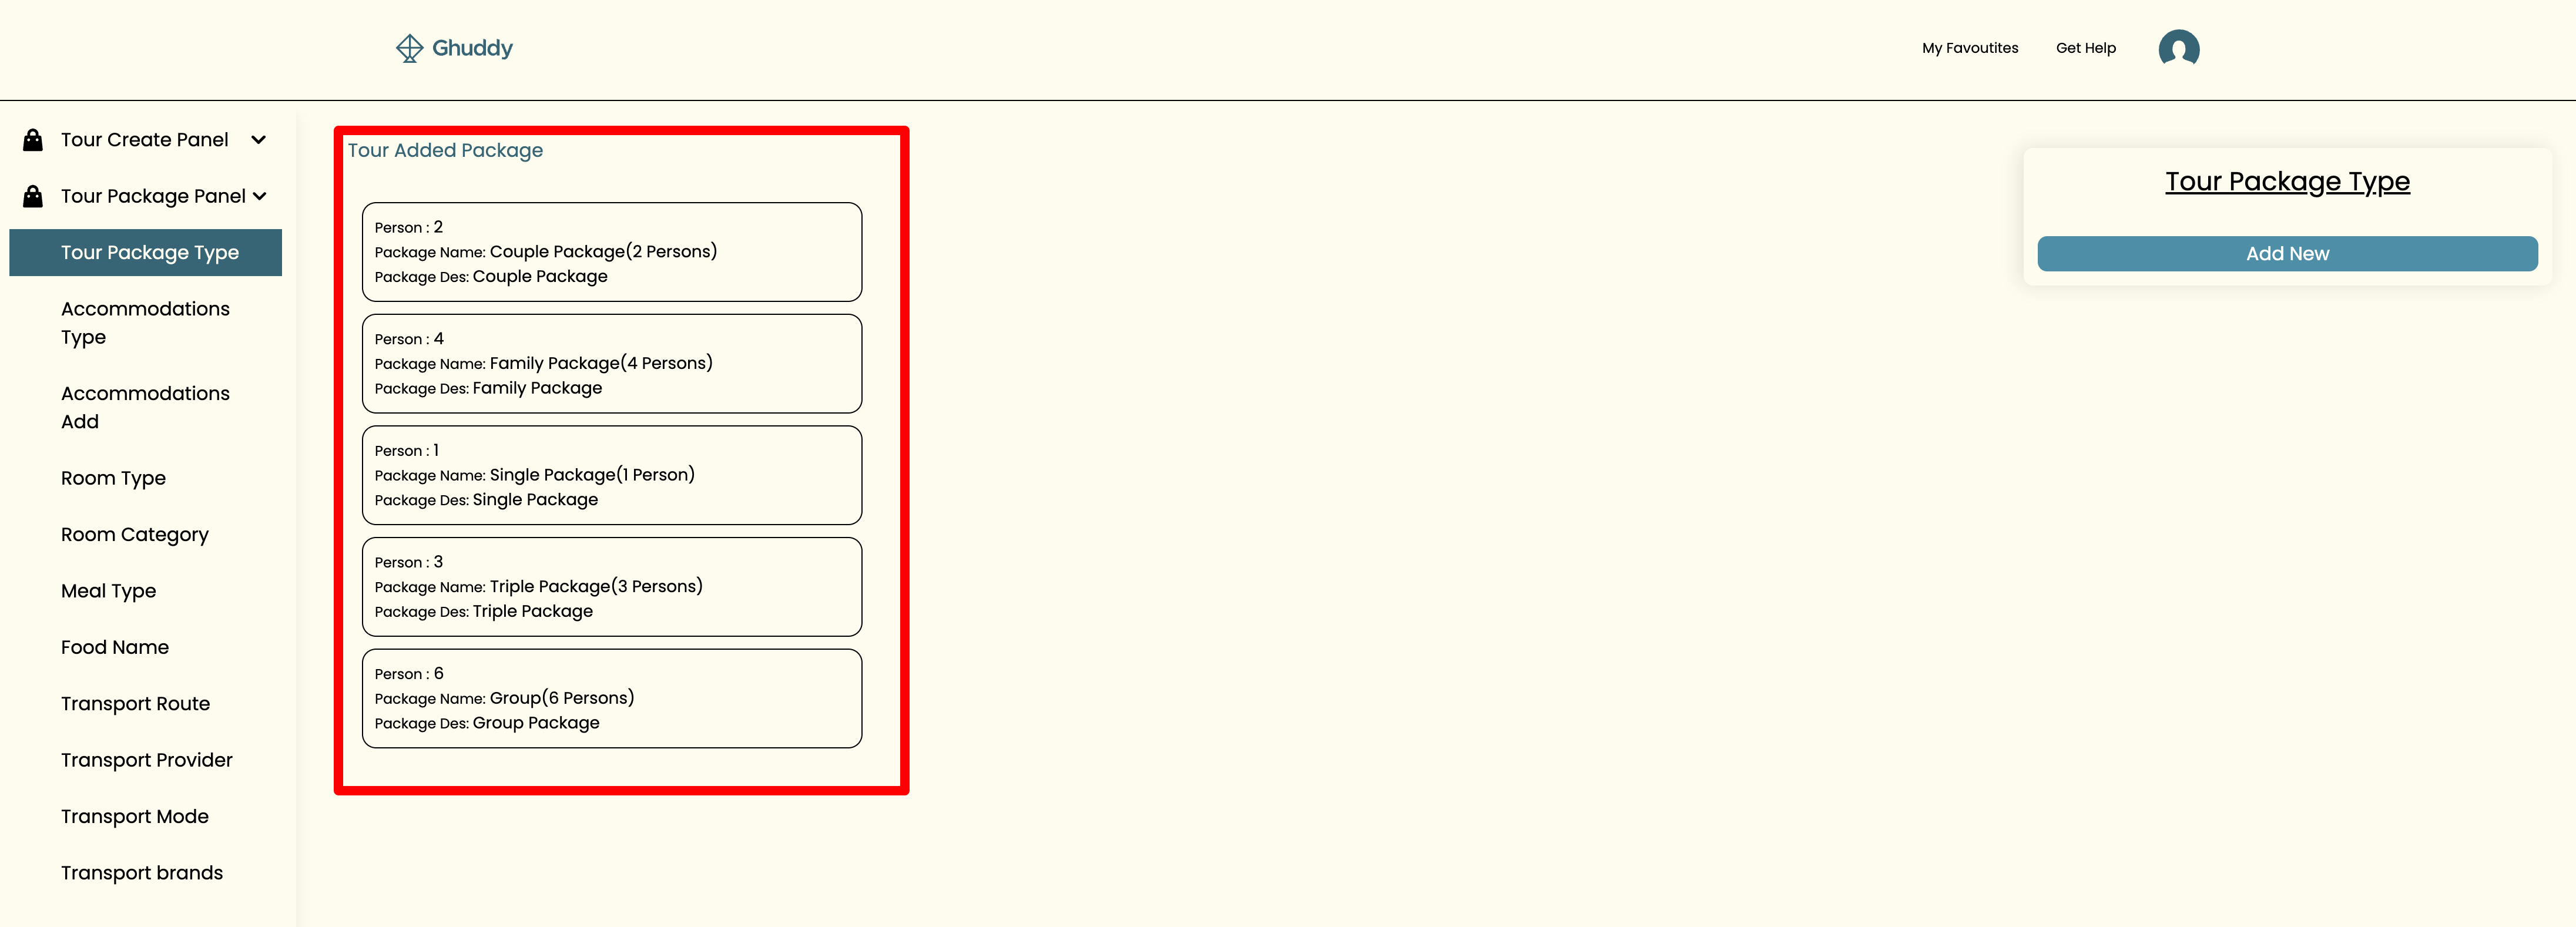 Ghuddy
My Favoutites
Get Help
Tour Create Panel
Tour Package Panel
Tour Package Type
Accommodations
Type
Accommodations
Add
Room Type
Room Category
Meal Type
Food Name
Transport Route
Transport Provider
Transport Mode
Transport brands
Tour Added Package
Person : 2
Package Name: Couple Package(2 Persons)
Package Des: Couple Package
Person : 4
Package Name: Family Package(4 Persons)
Package Des: Family Package
Person : 1
Package Name: Single Package(1 Person)
Package Des: Single Package
Person : 3
Package Name: Triple Package(3 Persons)
Package Des: Triple Package
Person : 6
Package Name: Group(6 Persons)
Package Des: Group Package
Tour Package Type
Add New